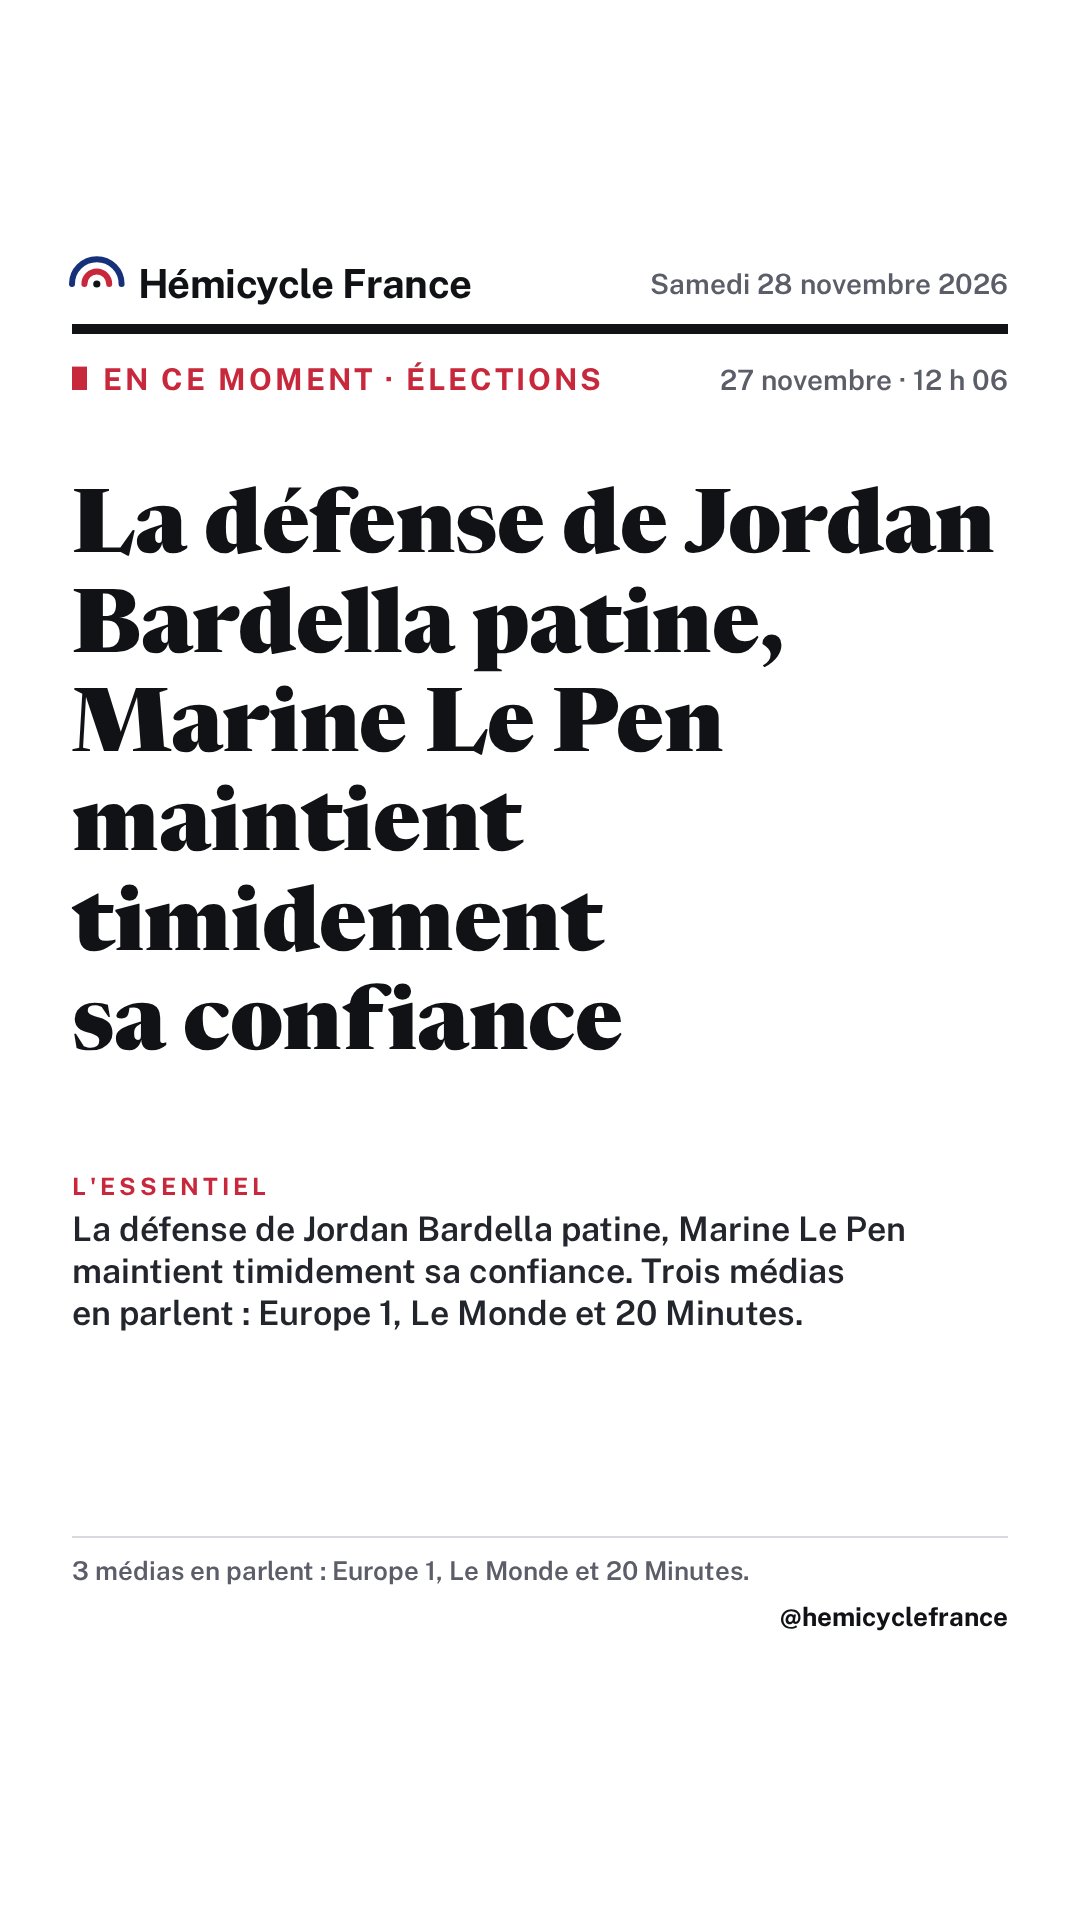 Hémicycle France
Samedi 28 novembre 2026
EN CE MOMENT · ÉLECTIONS
27 novembre · 12 h 06
La défense de Jordan
Bardella patine,
Marine Le Pen
maintient
timidement
sa confiance
L'ESSENTIEL
La défense de Jordan Bardella patine, Marine Le Pen
maintient timidement sa confiance. Trois médias
en parlent : Europe 1, Le Monde et 20 Minutes.
3 médias en parlent : Europe 1, Le Monde et 20 Minutes.
@hemicyclefrance